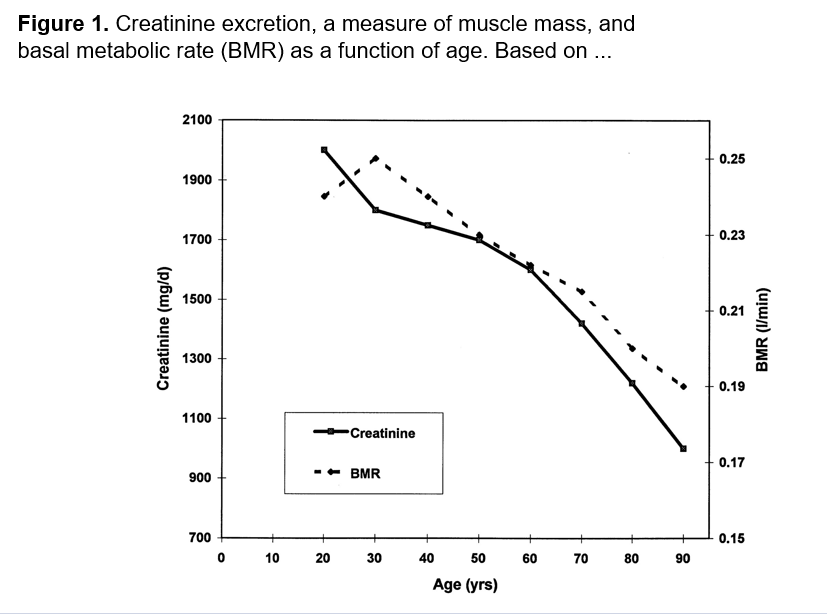 Figure 1. Creatinine excretion, a measure of muscle mass, and
basal metabolic rate (BMR) as a function of age. Based on ...
2100
1900
1700
1500
1300
1100
900
700
Creatinine (mg/d)
0.25
0.23
0.21
0.19
0.17
0.15
BMR (l/min)
Creatinine
BMR
0 10 20 30 40 50 60 70 80 90
Age (yrs)